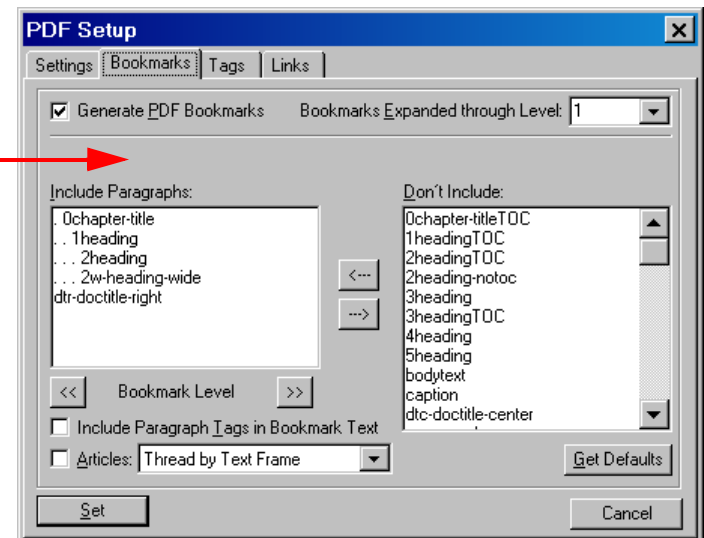 PDF Setup
Settings Bookmarks Tags Links
Generate PDF Bookmarks Bookmarks Expanded through Level: 1
Include Paragraphs:
. 0chapter-title
. . 1heading
. . . 2heading
. . . 2w-heading-wide
dtr-doctitle-right
<---
--->
Don´t Include:
0chapter-titleTOC
1headingTOC
2headingTOC
2heading-notoc
3heading
3headingTOC
4heading
5heading
bodytext
caption
dtc-doctitle-center
<< Bookmark Level >>
Include Paragraph Tags in Bookmark Text
Articles: Thread by Text Frame
Get Defaults
Set Cancel